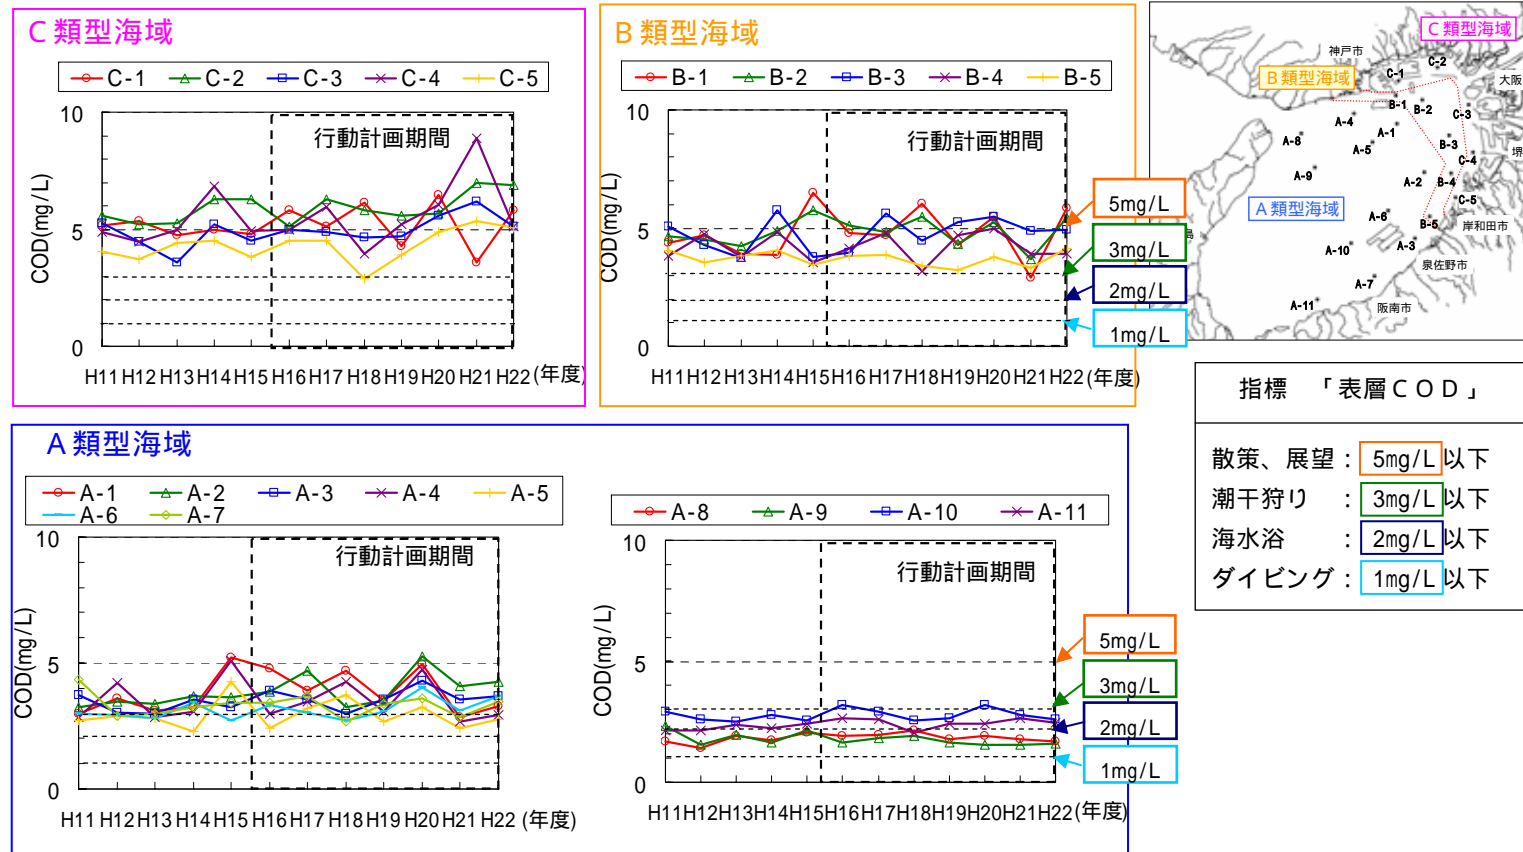 C類型海域
C-1 C-2 C-3 C-4 C-5
行動計画期間
COD(mg/L)
10
5
0
H11 H12 H13 H14 H15 H16 H17 H18 H19 H20 H21 H22 (年度)
B類型海域
B-1 B-2 B-3 B-4 B-5
行動計画期間
COD(mg/L)
10
5
0
H11 H12 H13 H14 H15 H16 H17 H18 H19 H20 H21 H22 (年度)
5mg/L
3mg/L
2mg/L
1mg/L
C類型海域
神戸市
C-2
B類型海域
C-1
大阪
B-1
B-2
C-3
A-4
A-1
A-8
A-5
B-3
堺
C-4
A-9
A-2
B-4
C-5
A類型海域
A-6
B-5
岸和田市
A-10
A-3
泉佐野市
A-7
A-11
阪南市
指標 「表層COD」
散策、展望：5mg/L以下
潮干狩り ：3mg/L以下
海水浴 ：2mg/L以下
ダイビング：1mg/L以下
A類型海域
A-1 A-2 A-3 A-4 A-5
A-6 A-7
行動計画期間
COD(mg/L)
10
5
0
H11 H12 H13 H14 H15 H16 H17 H18 H19 H20 H21 H22 (年度)
A-8 A-9 A-10 A-11
行動計画期間
COD(mg/L)
10
5
0
H11 H12 H13 H14 H15 H16 H17 H18 H19 H20 H21 H22 (年度)
5mg/L
3mg/L
2mg/L
1mg/L